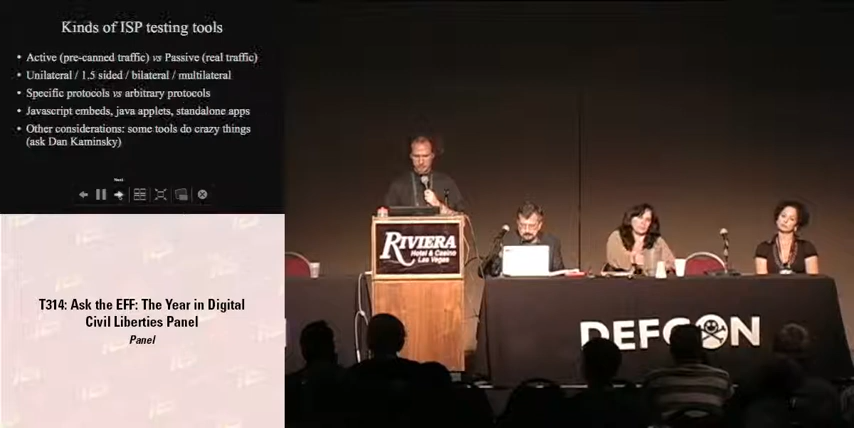 Kinds of ISP testing tools
• Active (pre-canned traffic) vs Passive (real traffic)
• Unilateral / 1.5 sided / bilateral / multilateral
• Specific protocols vs arbitrary protocols
• Javascript embeds, java applets, standalone apps
• Other considerations: some tools do crazy things
(ask Dan Kaminsky)
Next
T314: Ask the EFF: The Year in Digital
Civil Liberties Panel
Panel
RIVIERA
Hotel & Casino
Las Vegas
DEFCON